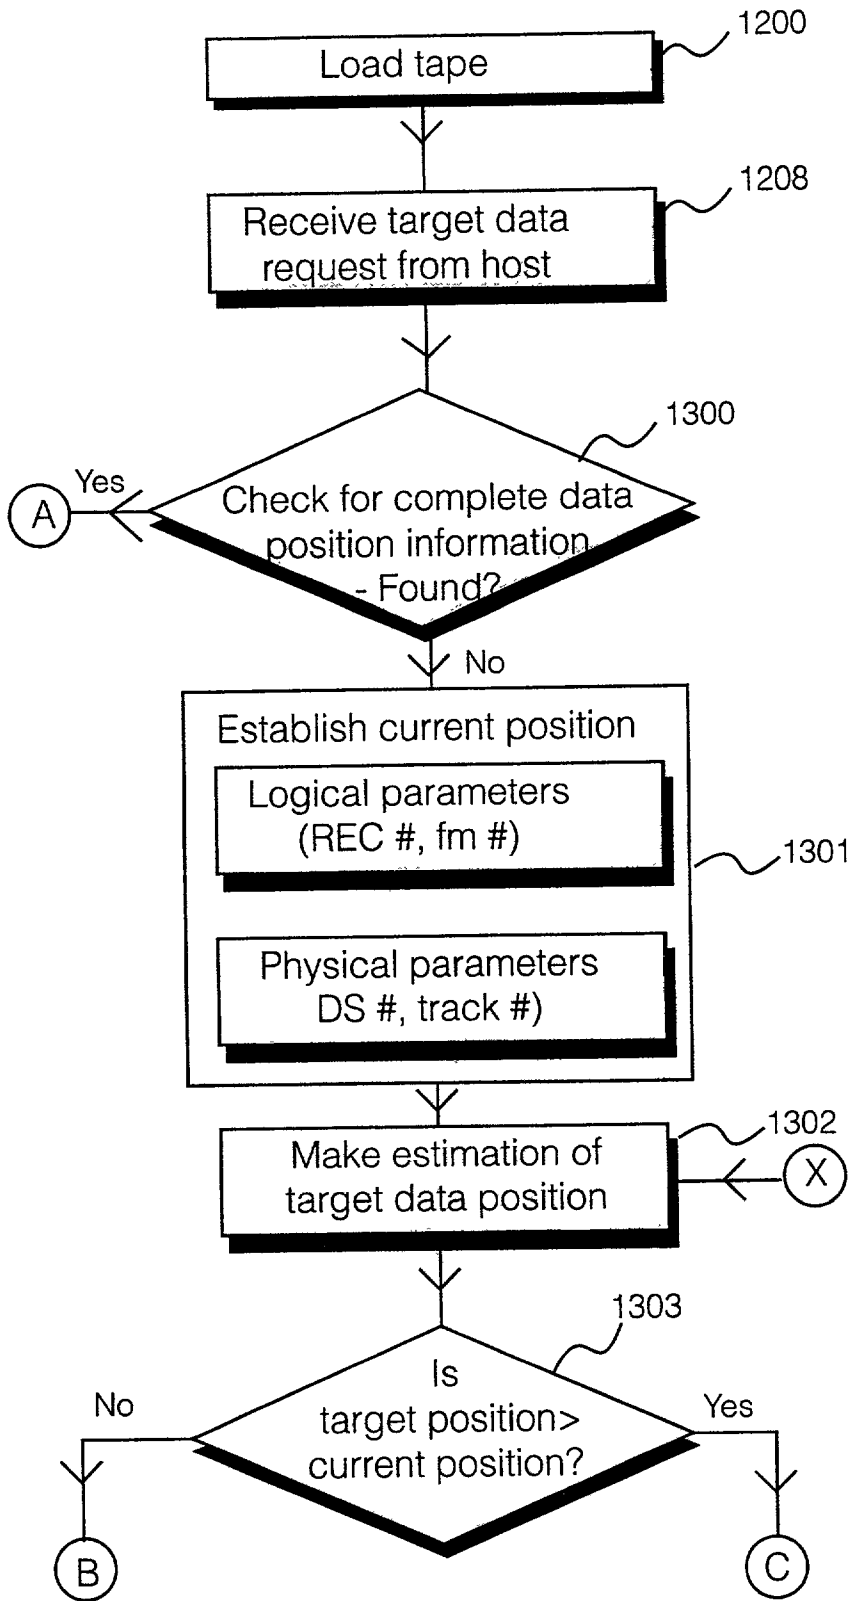 1200
Load tape
1208
Receive target data
request from host
1300
Yes
A
Check for complete data
position information
- Found?
No
Establish current position
Logical parameters
(REC #, fm #)
1301
Physical parameters
DS #, track #)
1302
Make estimation of
target data position
X
1303
Is
target position>
current position?
No
Yes
B
C